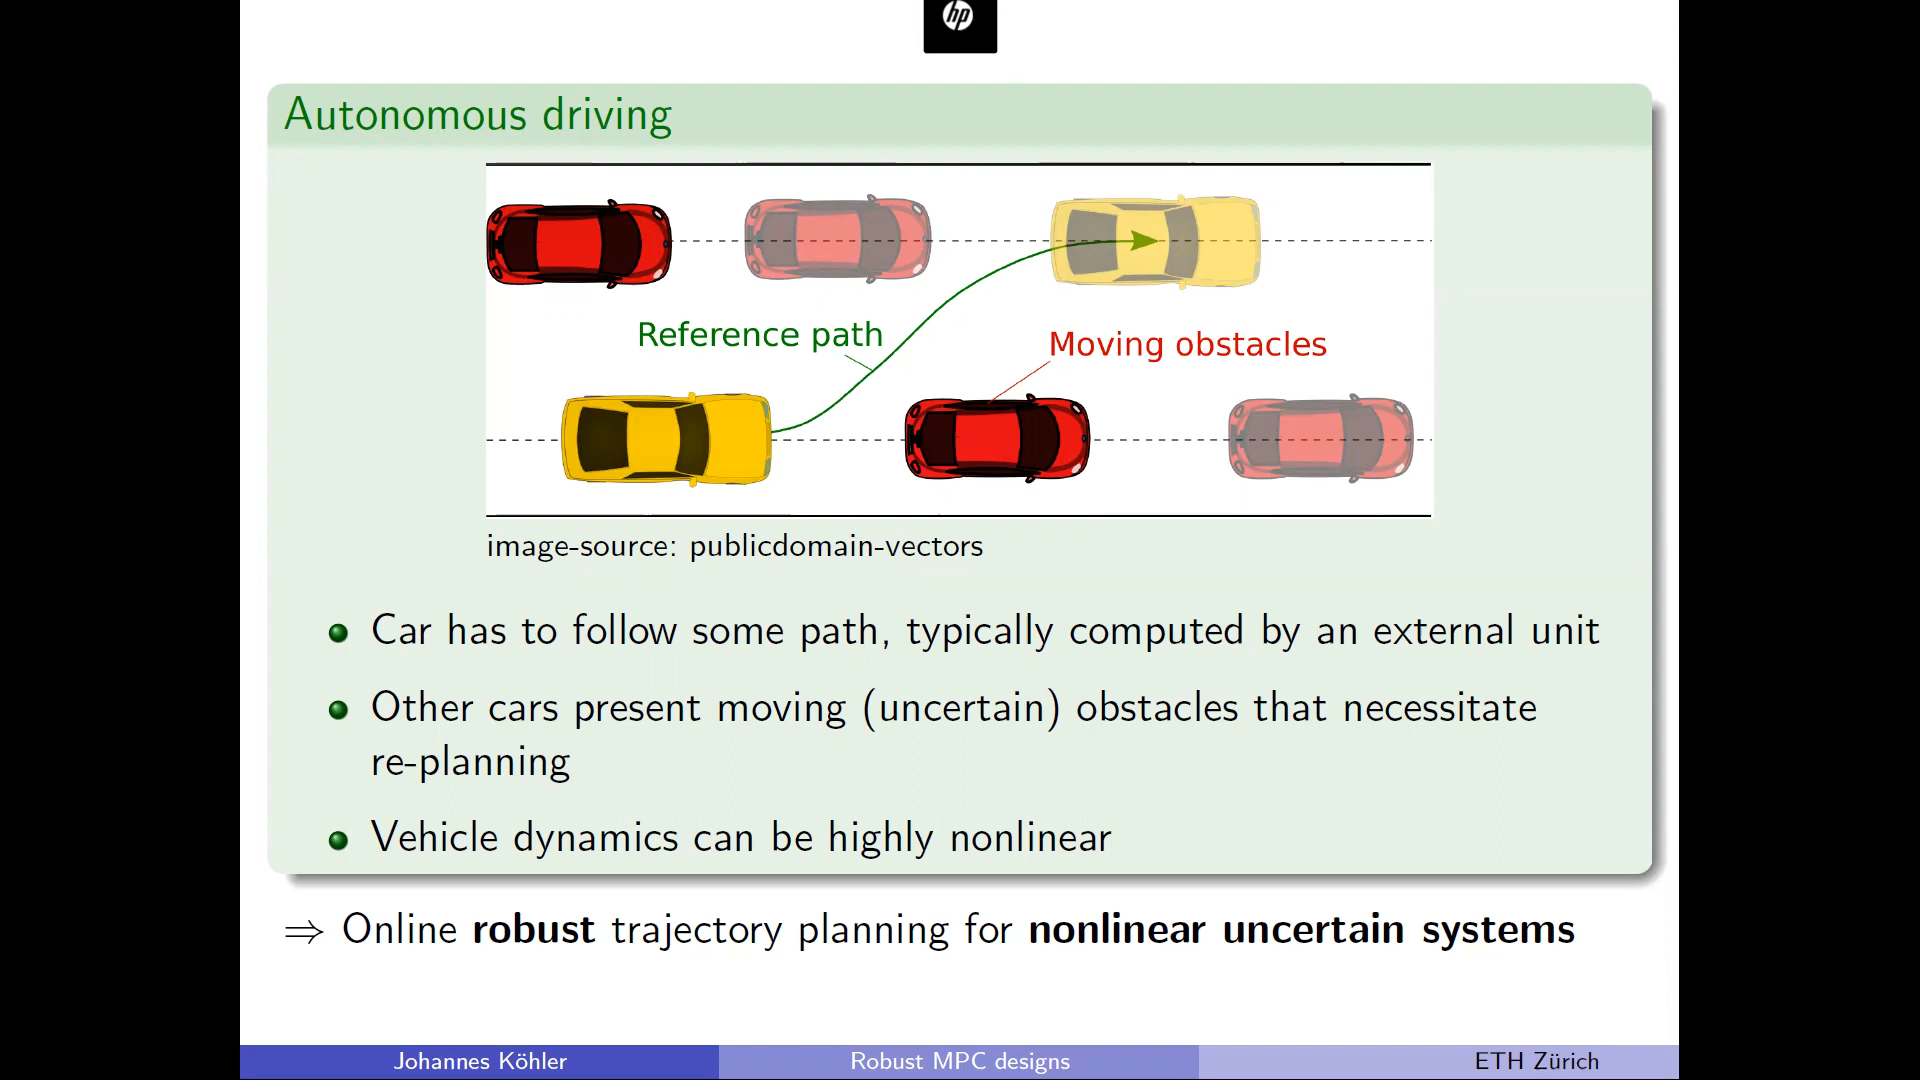 hp
Autonomous driving
Reference path
Moving obstacles
image-source: publicdomain-vectors
Car has to follow some path, typically computed by an external unit
Other cars present moving (uncertain) obstacles that necessitate
re-planning
Vehicle dynamics can be highly nonlinear
⇒ Online robust trajectory planning for nonlinear uncertain systems
Johannes Köhler
Robust MPC designs
ETH Zürich